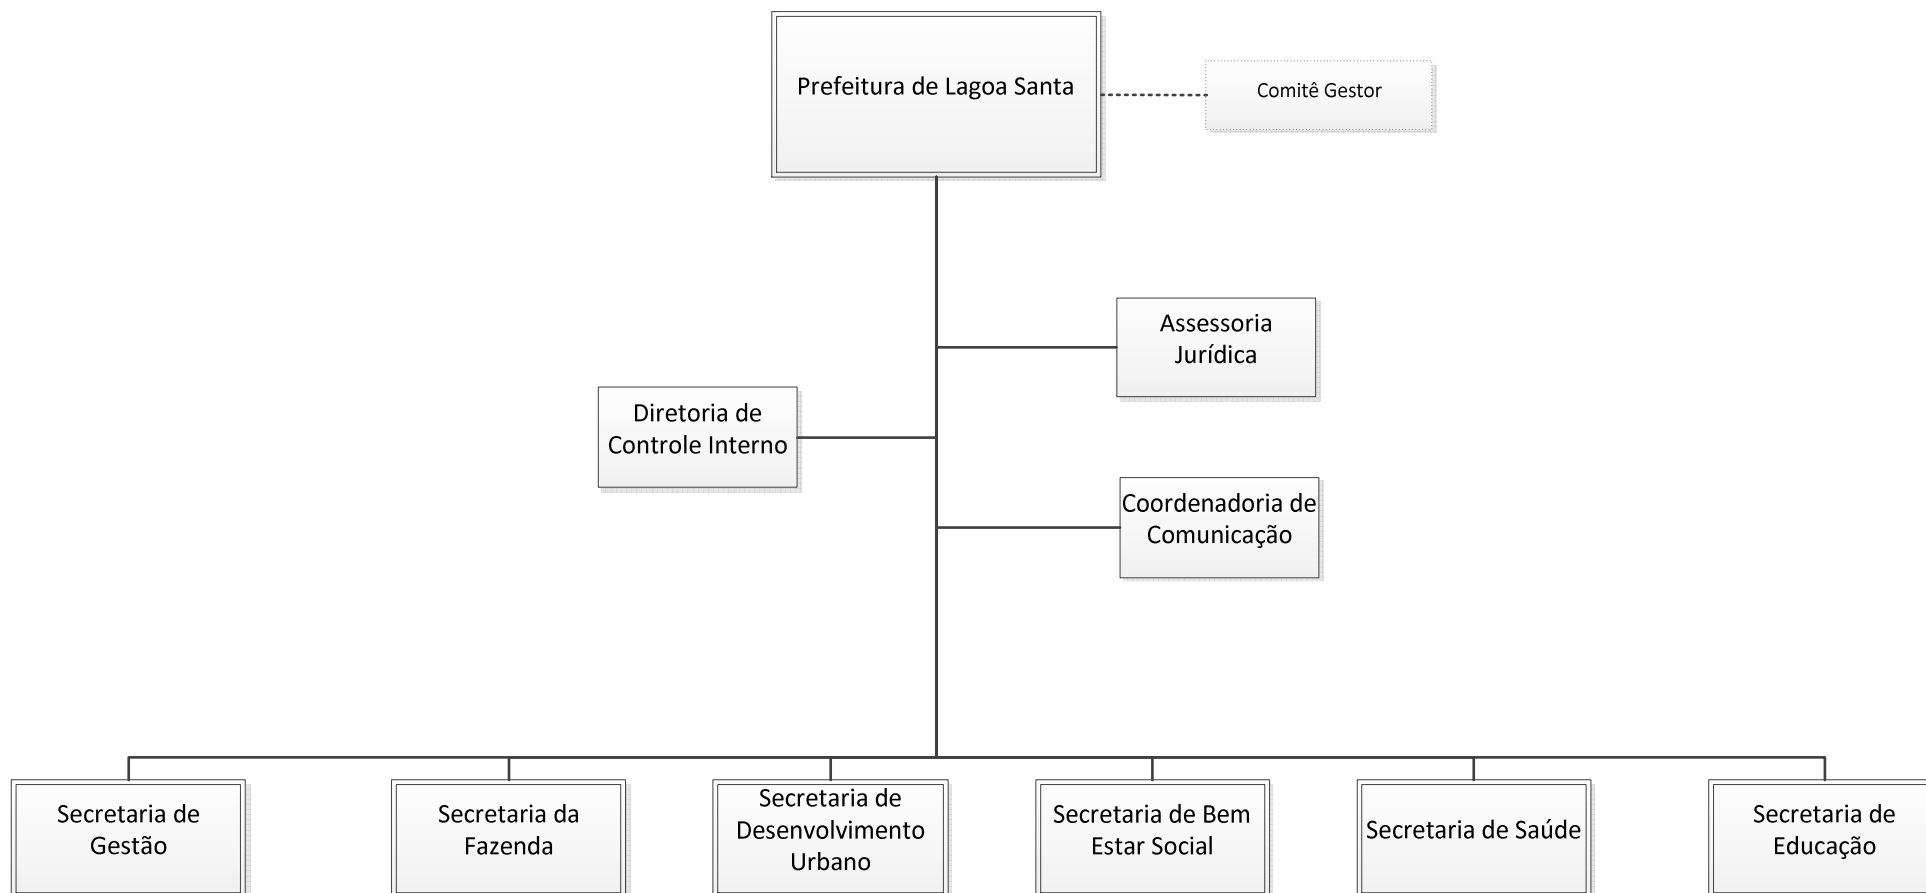 Prefeitura de Lagoa Santa
Comitê Gestor
Assessoria
Jurídica
Diretoria de
Controle Interno
Coordenadoria de
Comunicação
Secretaria de
Gestão
Secretaria da
Fazenda
Secretaria de
Desenvolvimento
Urbano
Secretaria de Bem
Estar Social
Secretaria de Saúde
Secretaria de
Educação